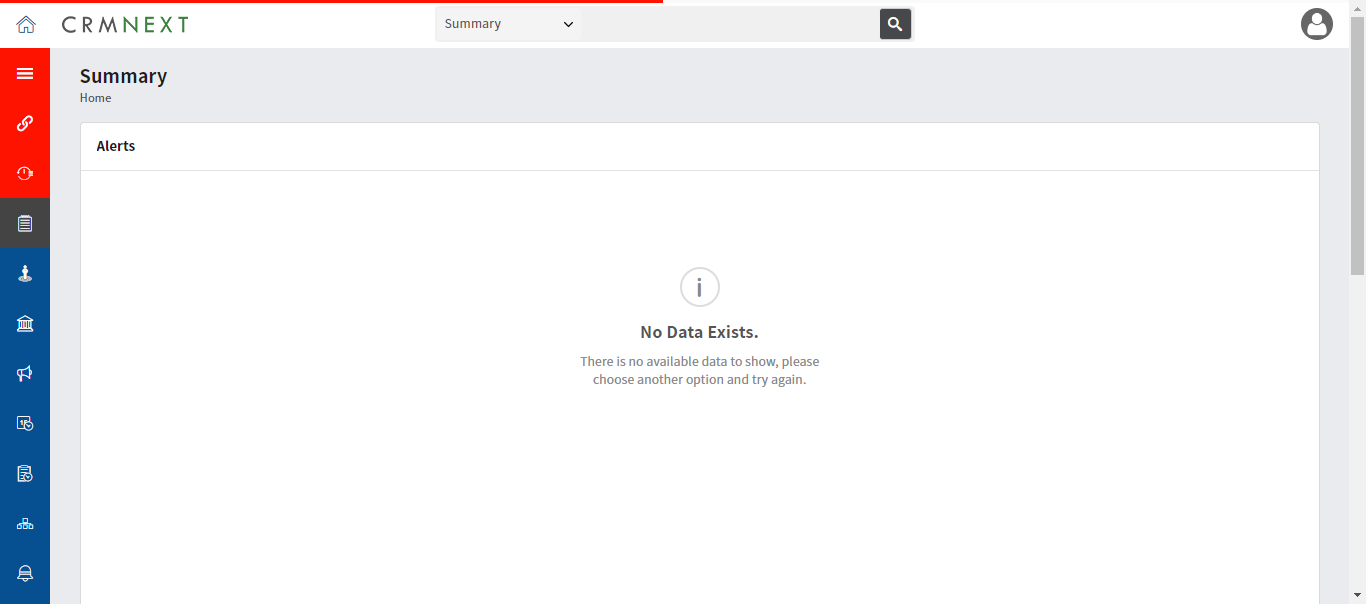 CRMNEXT
Summary
Summary
Home
Alerts
No Data Exists.
There is no available data to show, please
choose another option and try again.